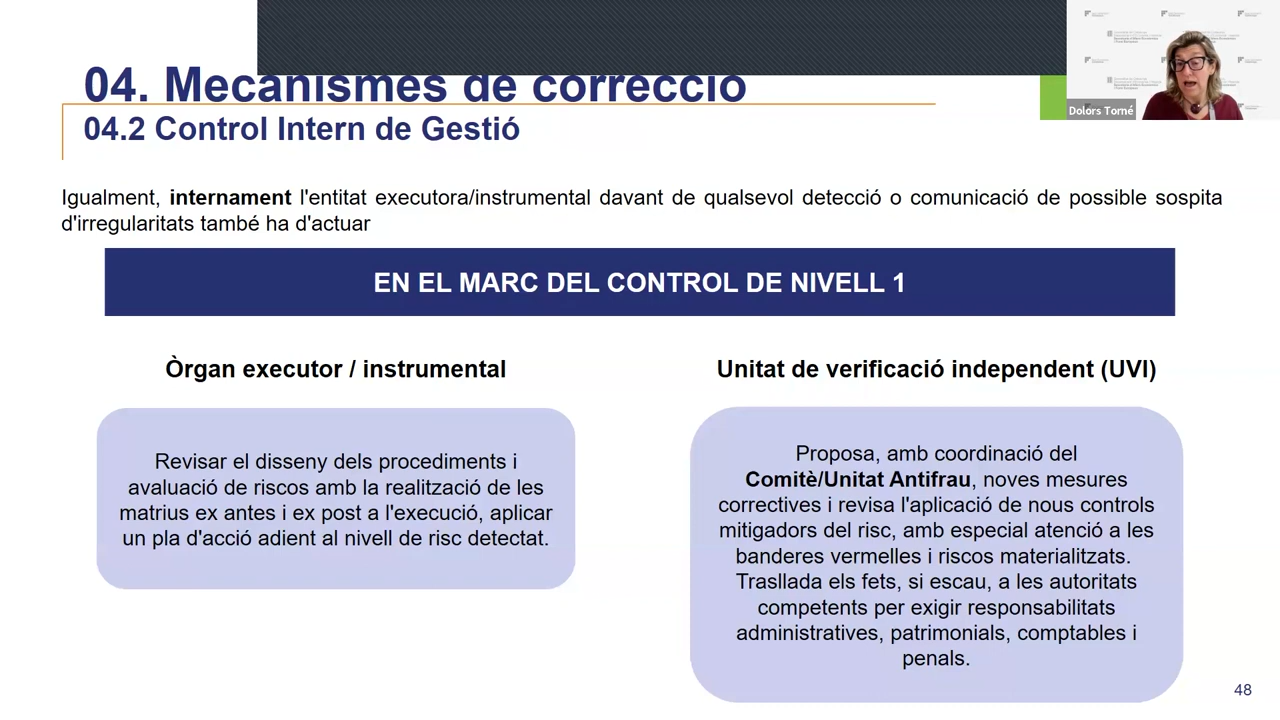 04. Mecanismes de correcció
04.2 Control Intern de Gestió
Dolors Torné
Igualment, internament l'entitat executora/instrumental davant de qualsevol detecció o comunicació de possible sospita
d'irregularitats també ha d'actuar
EN EL MARC DEL CONTROL DE NIVELL 1
Òrgan executor / instrumental
Revisar el disseny dels procediments i
avaluació de riscos amb la realització de les
matrius ex antes i ex post a l'execució, aplicar
un pla d'acció adient al nivell de risc detectat.
Unitat de verificació independent (UVI)
Proposa, amb coordinació del
Comitè/Unitat Antifrau, noves mesures
correctives i revisa l'aplicació de nous controls
mitigadors del risc, amb especial atenció a les
banderes vermelles i riscos materialitzats.
Trasllada els fets, si escau, a les autoritats
competents per exigir responsabilitats
administratives, patrimonials, comptables i
penals.
48